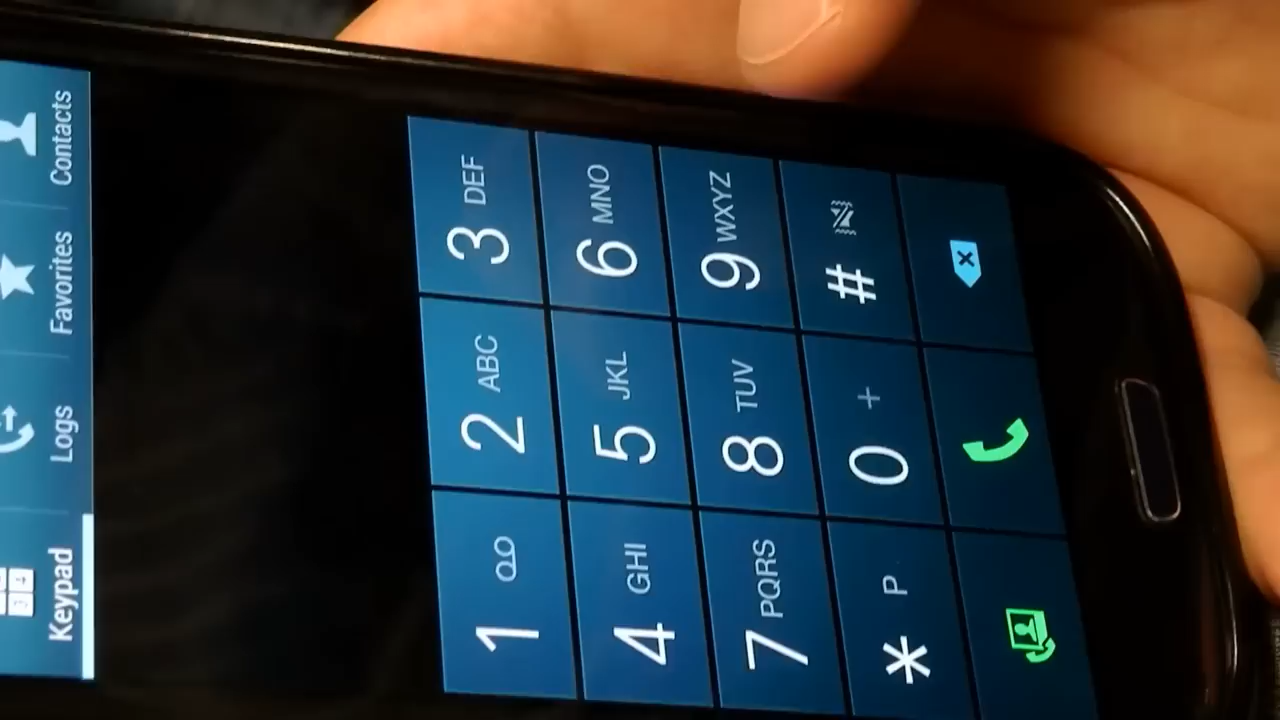 Keypad
Logs
Favorites
Contacts
1
2 ABC
3 DEF
4 GHI
5 JKL
6 MNO
7 PQRS
8 TUV
9 WXYZ
* P
0 +
#